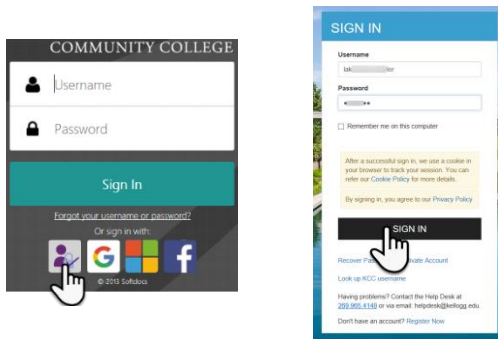 COMMUNITY COLLEGE
Username
Password
Sign In
Forgot your username or password?
Or sign in with:
© 2013 Softdocs
SIGN IN
Username
Password
Remember me on this computer
After a successful sign in, we use a cookie in
your browser to track your session. You can
refer our Cookie Policy for more details.
By signing in, you agree to our Privacy Policy
SIGN IN
Recover Account
Look up KCC username
Having problems? Contact the Help Desk at
269.965.4148 or via email: helpdesk@kellogg.edu.
Don't have an account? Register Now